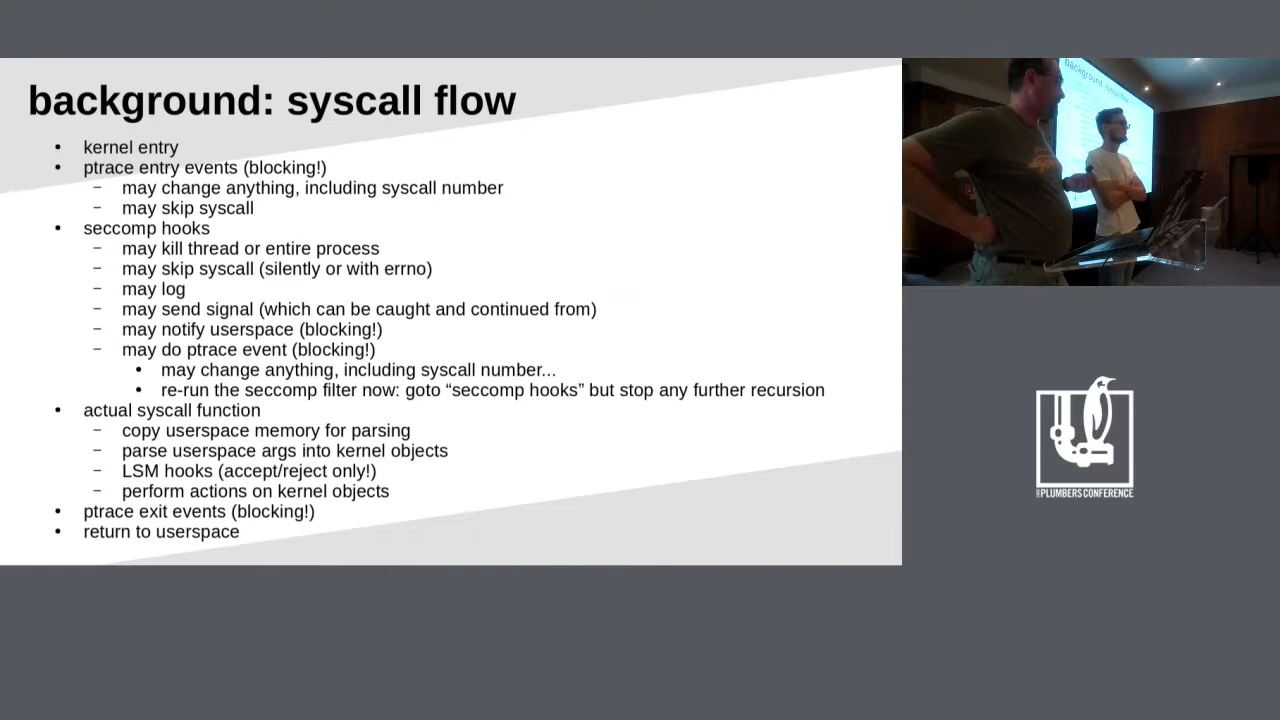 background: syscall flow
• kernel entry
• ptrace entry events (blocking!)
– may change anything, including syscall number
– may skip syscall
• seccomp hooks
– may kill thread or entire process
– may skip syscall (silently or with errno)
– may log
– may send signal (which can be caught and continued from)
– may notify userspace (blocking!)
– may do ptrace event (blocking!)
• may change anything, including syscall number...
• re-run the seccomp filter now: goto “seccomp hooks” but stop any further recursion
• actual syscall function
– copy userspace memory for parsing
– parse userspace args into kernel objects
– LSM hooks (accept/reject only!)
– perform actions on kernel objects
• ptrace exit events (blocking!)
• return to userspace
background: syscall flow
PLUMBERS CONFERENCE